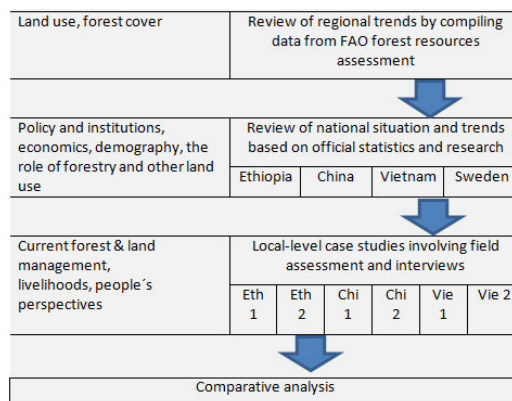 Land use, forest cover
Review of regional trends by compiling
data from FAO forest resources
assessment
Policy and institutions,
economics, demography, the
role of forestry and other land
use
Review of national situation and trends
based on official statistics and research
Ethiopia China Vietnam Sweden
Current forest & land
management,
livelihoods, people´s
perspectives
Local-level case studies involving field
assessment and interviews
Eth Eth Chi Chi Vie Vie 2
1 2 1 2 1
Comparative analysis